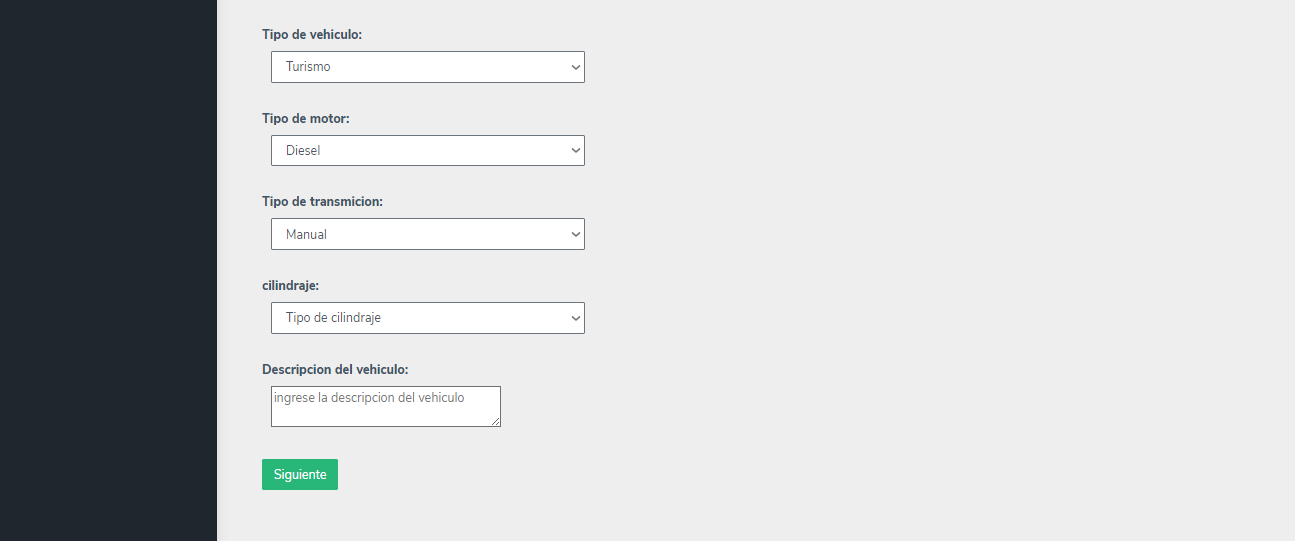 Tipo de vehiculo:
Turismo
Tipo de motor:
Diesel
Tipo de transmicion:
Manual
cilindraje:
Tipo de cilindraje
Descripcion del vehiculo:
ingrese la descripcion del vehiculo
Siguiente